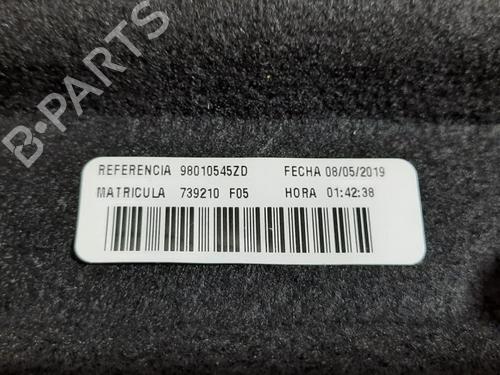 B-PARTS
REFERENCIA 98010545ZD FECHA 08/05/2019
MATRICULA 739210 F05 HORA 01:42:38